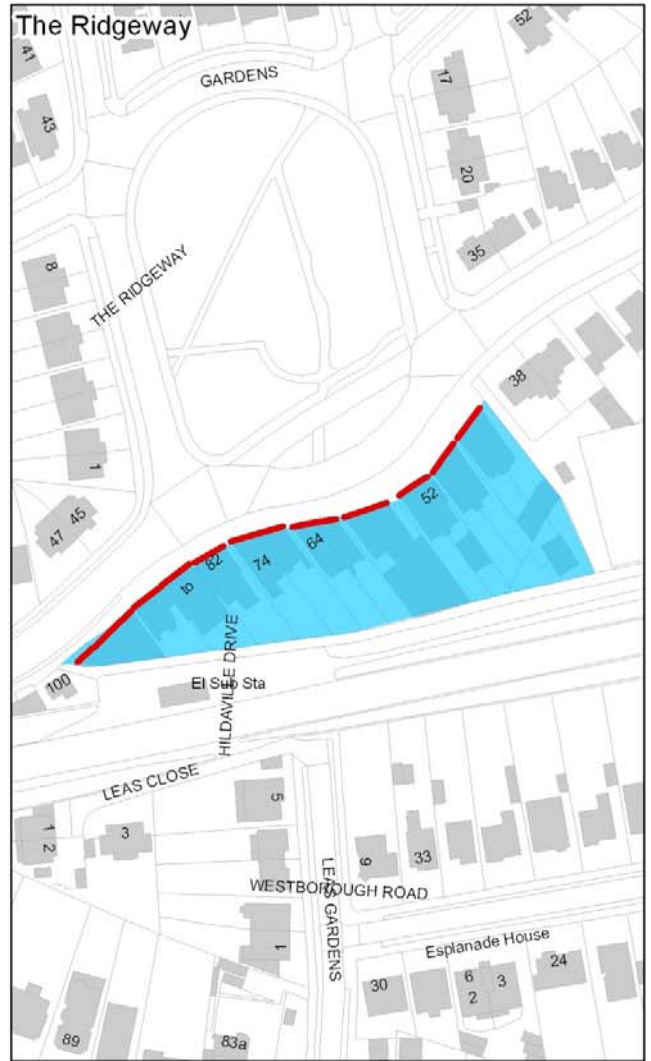 The Ridgeway
52
41
GARDENS
17
43
20
35
8
THE RIDGEWAY
38
1
52
45
47
64
82
74
to
HILDAVILLE DRIVE
100
El Sub Sta
LEAS CLOSE
5
1
2
3
9
33
LEAS GARDENS
WESTBOROUGH ROAD
1
Esplanade House
30
6
2
3
24
89
83a